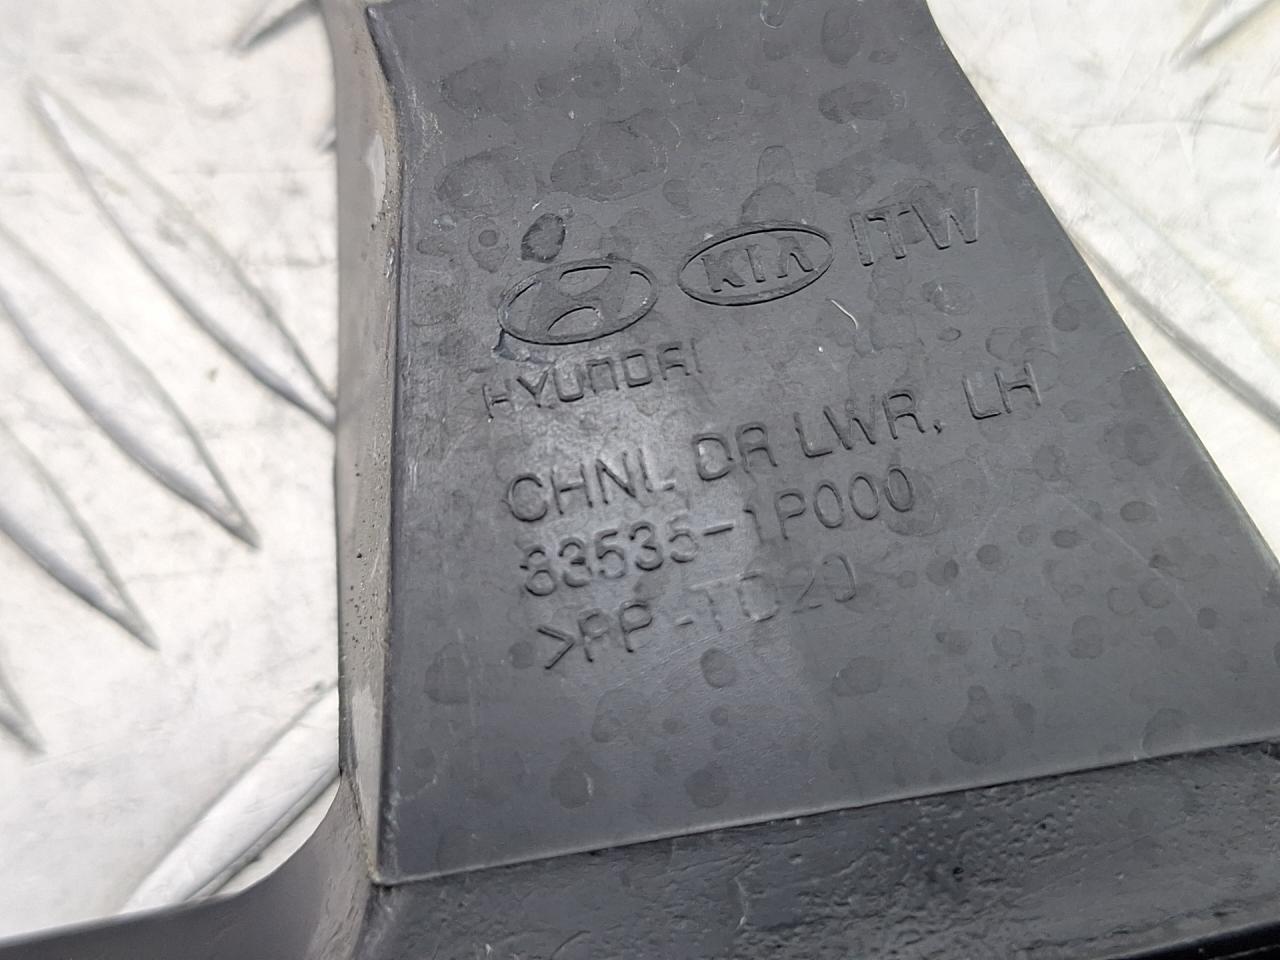 KIA ITW
HYUNDAI
CHNL DR LWR, LH
83535-1P000
>PP-TD20